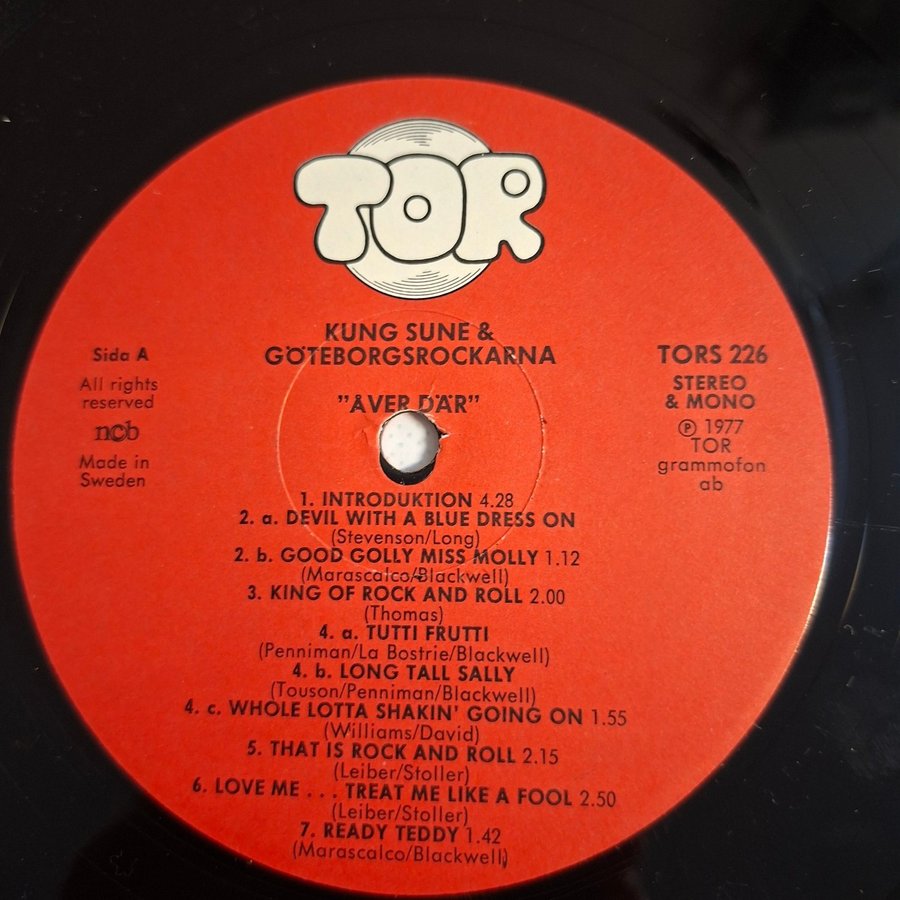 TOR
KUNG SUNE &
GÖTEBORGSROCKARNA
"ÅVER DÄR"
Sida A
All rights
reserved
ncb
Made in
Sweden
TORS 226
STEREO
& MONO
Ⓟ 1977
TOR
grammofon
ab
1. INTRODUKTION 4.28
2. a. DEVIL WITH A BLUE DRESS ON
(Stevenson/Long)
2. b. GOOD GOLLY MISS MOLLY 1.12
(Marascalco/Blackwell)
3. KING OF ROCK AND ROLL 2.00
(Thomas)
4. a. TUTTI FRUTTI
(Penniman/La Bostrie/Blackwell)
4. b. LONG TALL SALLY
(Touson/Penniman/Blackwell)
4. c. WHOLE LOTTA SHAKIN' GOING ON 1.55
(Williams/David)
5. THAT IS ROCK AND ROLL 2.15
(Leiber/Stoller)
6. LOVE ME . . . TREAT ME LIKE A FOOL 2.50
(Leiber/Stoller)
7. READY TEDDY 1.42
(Marascalco/Blackwell)